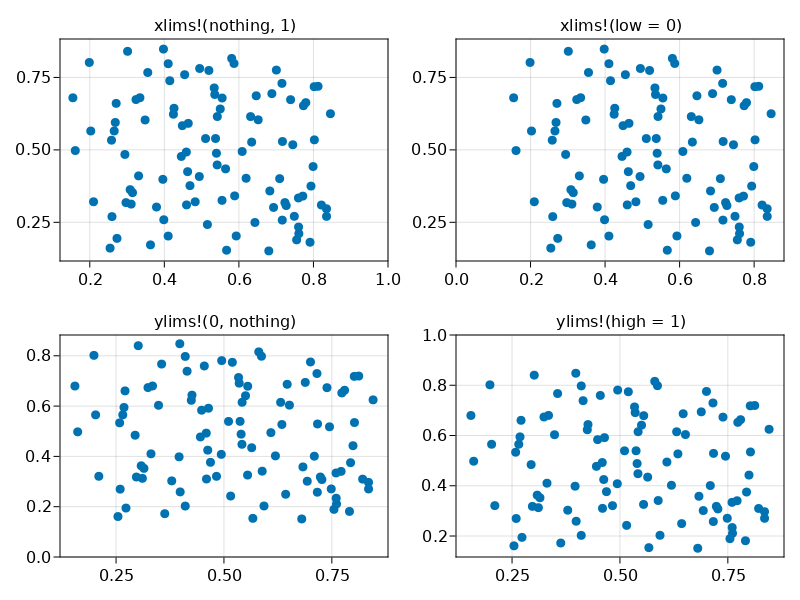 xlims!(nothing, 1)
0.75
0.50
0.25
0.2 0.4 0.6 0.8 1.0
xlims!(low = 0)
0.75
0.50
0.25
0.0 0.2 0.4 0.6 0.8
ylims!(0, nothing)
0.8
0.6
0.4
0.2
0.0
0.25 0.50 0.75
ylims!(high = 1)
1.0
0.8
0.6
0.4
0.2
0.25 0.50 0.75